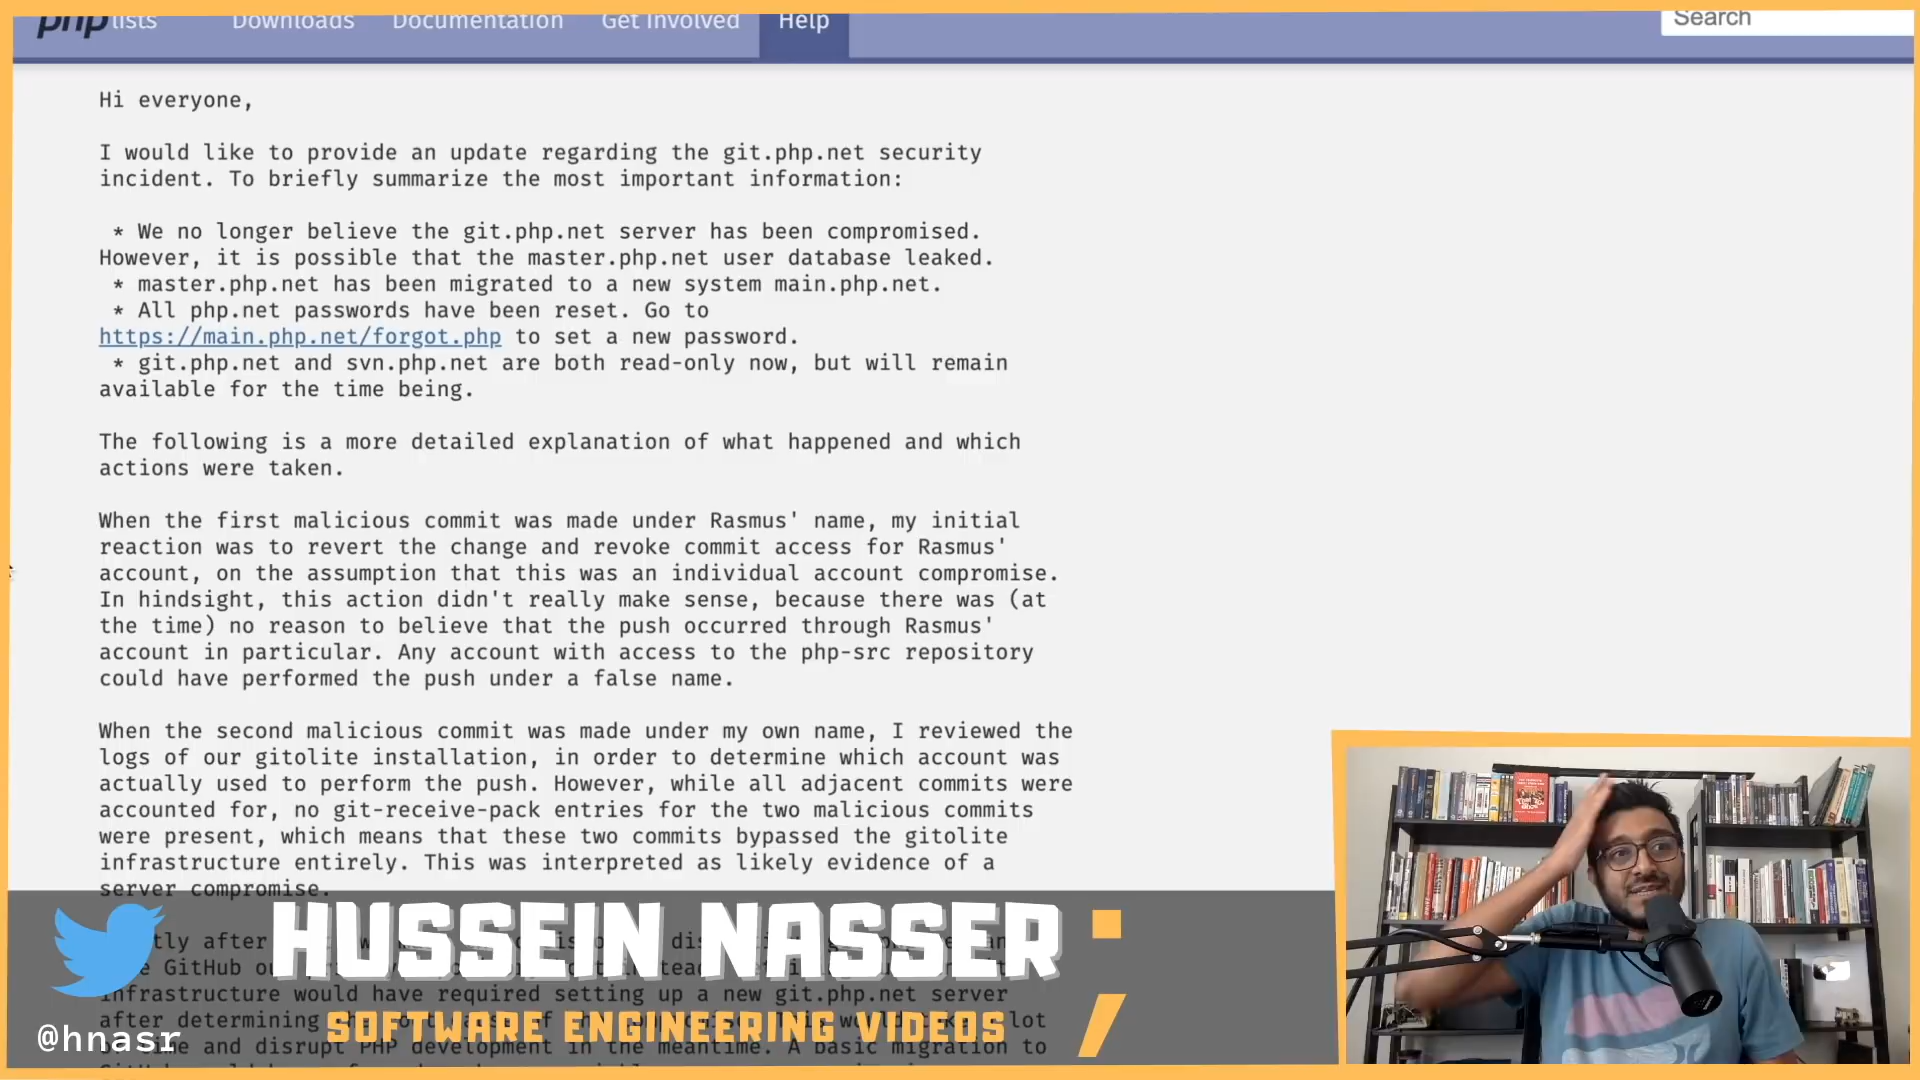 php lists Downloads Documentation Get Involved Help Search
Hi everyone,
I would like to provide an update regarding the git.php.net security
incident. To briefly summarize the most important information:
* We no longer believe the git.php.net server has been compromised.
However, it is possible that the master.php.net user database leaked.
* master.php.net has been migrated to a new system main.php.net.
* All php.net passwords have been reset. Go to
https://main.php.net/forgot.php to set a new password.
* git.php.net and svn.php.net are both read-only now, but will remain
available for the time being.
The following is a more detailed explanation of what happened and which
actions were taken.
When the first malicious commit was made under Rasmus' name, my initial
reaction was to revert the change and revoke commit access for Rasmus'
account, on the assumption that this was an individual account compromise.
In hindsight, this action didn't really make sense, because there was (at
the time) no reason to believe that the push occurred through Rasmus'
account in particular. Any account with access to the php-src repository
could have performed the push under a false name.
When the second malicious commit was made under my own name, I reviewed the
logs of our gitolite installation, in order to determine which account was
actually used to perform the push. However, while all adjacent commits were
accounted for, no git-receive-pack entries for the two malicious commits
were present, which means that these two commits bypassed the gitolite
infrastructure entirely. This was interpreted as likely evidence of a
server compromise.
after
GitHub
infrastructure would have required setting up a new git.php.net server
after determining lot
and disrupt PHP development in the meantime. A basic migration to
HUSSEIN NASSER ;
SOFTWARE ENGINEERING VIDEOS
@hnasr